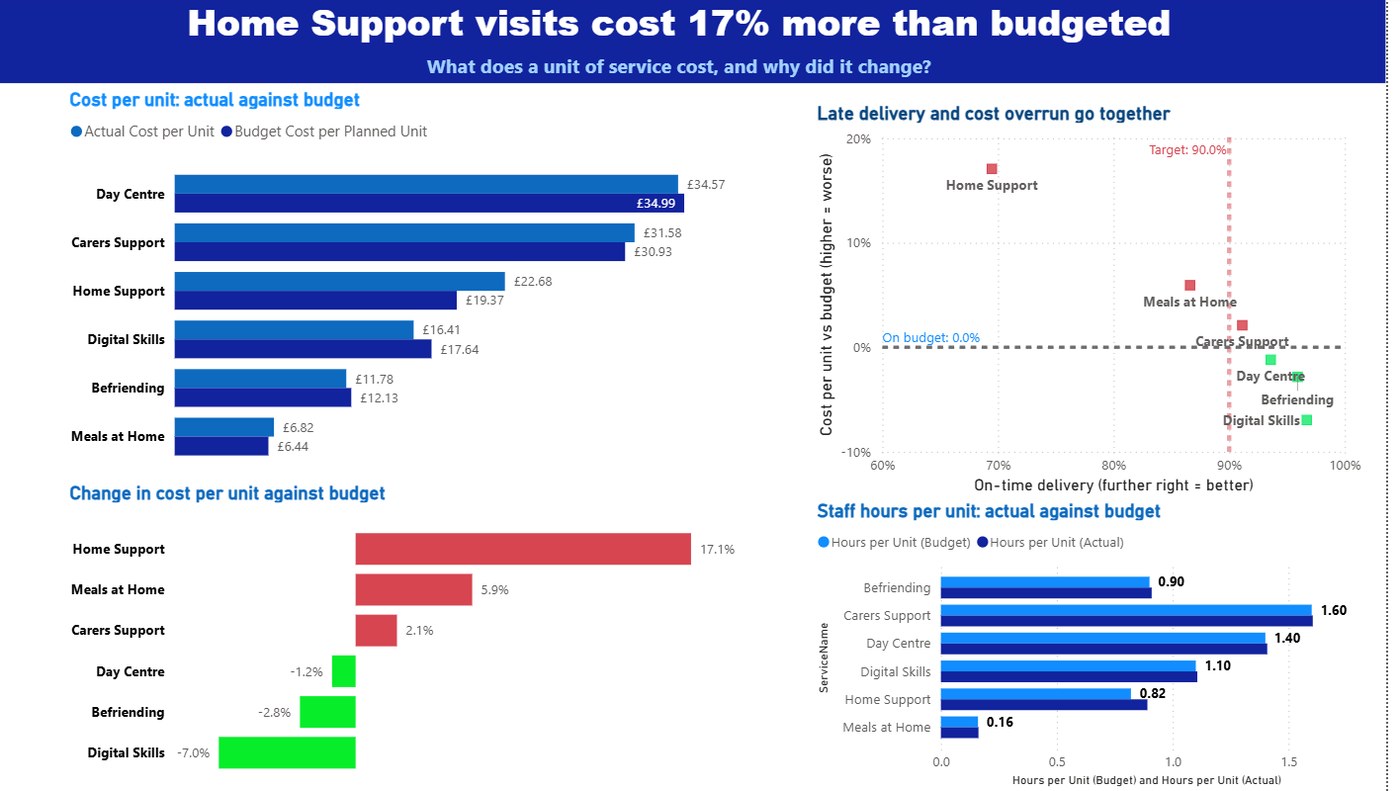 Home Support visits cost 17% more than budgeted
What does a unit of service cost, and why did it change?
Cost per unit: actual against budget
Actual Cost per Unit Budget Cost per Planned Unit
Day Centre
£34.57
£34.99
Carers Support
£31.58
£30.93
Home Support
£22.68
£19.37
Digital Skills
£16.41
£17.64
Befriending
£11.78
£12.13
Meals at Home
£6.82
£6.44
Change in cost per unit against budget
Home Support 17.1%
Meals at Home 5.9%
Carers Support 2.1%
Day Centre -1.2%
Befriending -2.8%
Digital Skills -7.0%
Late delivery and cost overrun go together
Cost per unit vs budget (higher = worse)
20%
10%
0%
-10%
Target: 90.0%
Home Support
Meals at Home
On budget: 0.0%
Carers Support
Day Centre
Befriending
Digital Skills
60% 70% 80% 90% 100%
On-time delivery (further right = better)
Staff hours per unit: actual against budget
Hours per Unit (Budget) Hours per Unit (Actual)
ServiceName
Befriending 0.90
Carers Support 1.60
Day Centre 1.40
Digital Skills 1.10
Home Support 0.82
Meals at Home 0.16
0.0 0.5 1.0 1.5
Hours per Unit (Budget) and Hours per Unit (Actual)